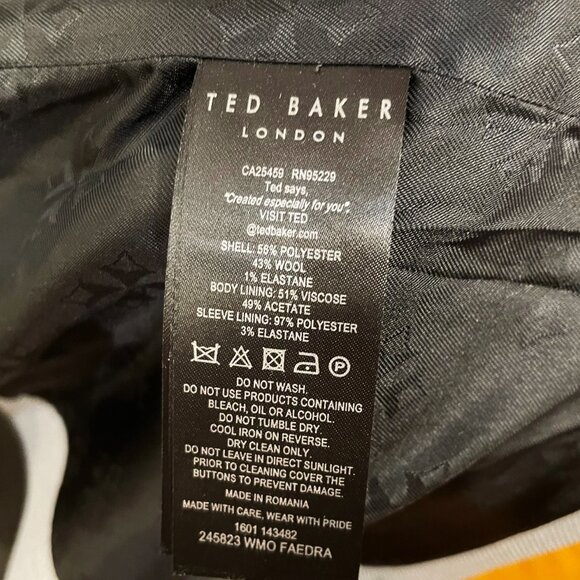 TED BAKER
LONDON
CA25459 RN95229
Ted says,
"Created especially for you",
VISIT TED
@tedbaker.com
SHELL: 56% POLYESTER
43% WOOL
1% ELASTANE
BODY LINING: 51% VISCOSE
49% ACETATE
SLEEVE LINING: 97% POLYESTER
3% ELASTANE
P
DO NOT WASH.
DO NOT USE PRODUCTS CONTAINING
BLEACH, OIL OR ALCOHOL.
DO NOT TUMBLE DRY.
COOL IRON ON REVERSE.
DRY CLEAN ONLY.
DO NOT LEAVE IN DIRECT SUNLIGHT.
PRIOR TO CLEANING COVER THE
BUTTONS TO PREVENT DAMAGE.
MADE IN ROMANIA
MADE WITH CARE, WEAR WITH PRIDE
1601 143482
245823 WMO FAEDRA